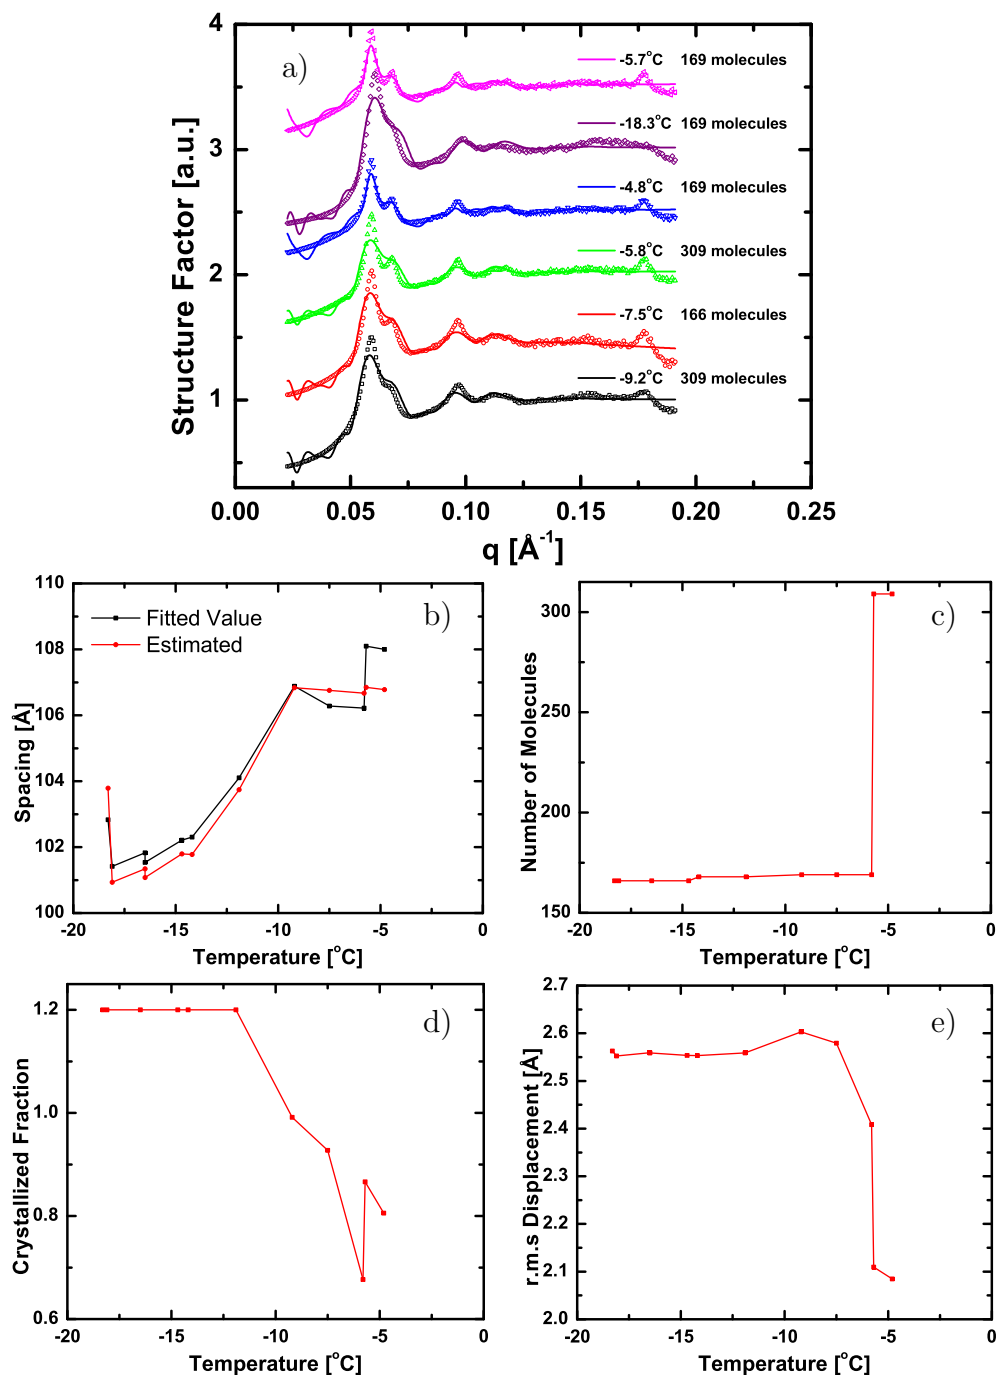 4
3
2
1
Structure Factor [a.u.]
a)
-5.7°C 169 molecules
-18.3°C 169 molecules
-4.8°C 169 molecules
-5.8°C 309 molecules
-7.5°C 166 molecules
-9.2°C 309 molecules
0.00 0.05 0.10 0.15 0.20 0.25
q [Å⁻¹]
110
108
106
104
102
100
Spacing [Å]
Fitted Value
Estimated
b)
-20 -15 -10 -5 0
Temperature [°C]
300
250
200
150
Number of Molecules
c)
-20 -15 -10 -5 0
Temperature [°C]
1.2
1.0
0.8
0.6
Crystallized Fraction
d)
-20 -15 -10 -5 0
Temperature [°C]
2.7
2.6
2.5
2.4
2.3
2.2
2.1
2.0
r.m.s Displacement [Å]
e)
-20 -15 -10 -5 0
Temperature [°C]